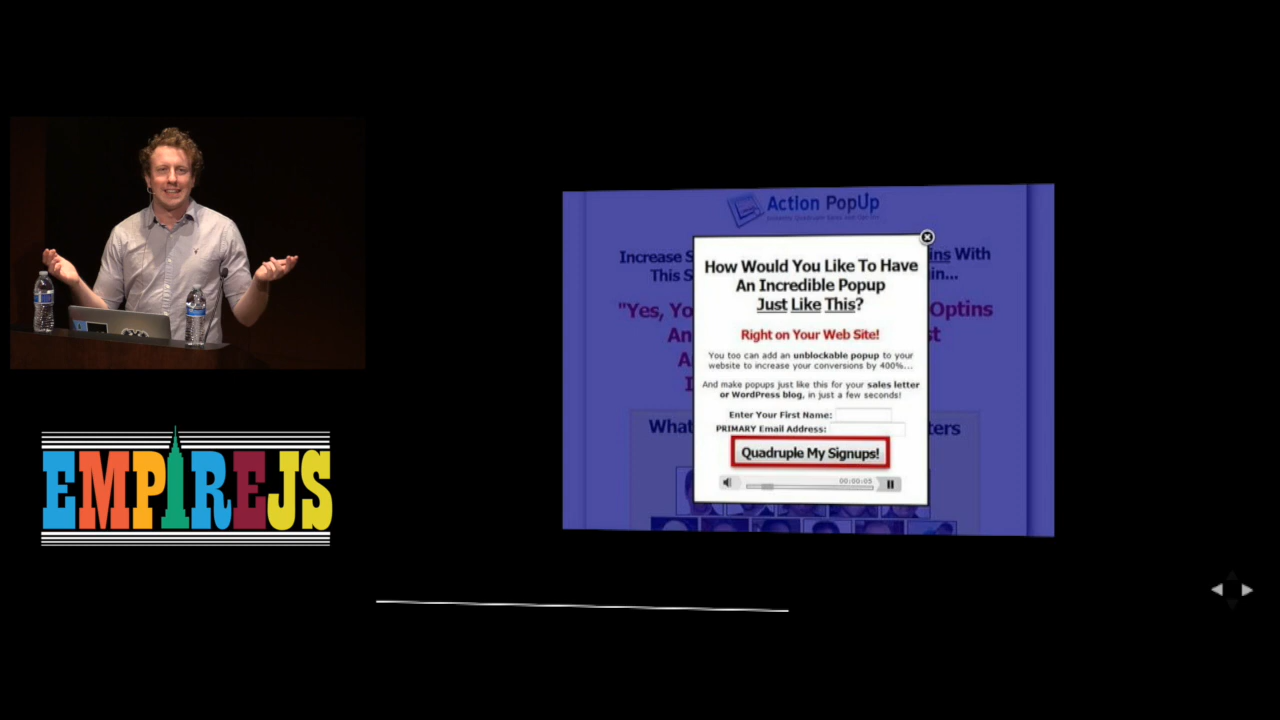 EMPIREJS
Action PopUp
Increase S
ins With
This S
in...
"Yes, Yo
Optins
An
st
A
I
What
ters
How Would You Like To Have
An Incredible Popup
Just Like This?
Right on Your Web Site!
You too can add an unblockable popup to your
website to increase your conversions by 400%...
And make popups just like this for your sales letter
or WordPress blog, in just a few seconds!
Enter Your First Name:
PRIMARY Email Address:
Quadruple My Signups!
00:00:05